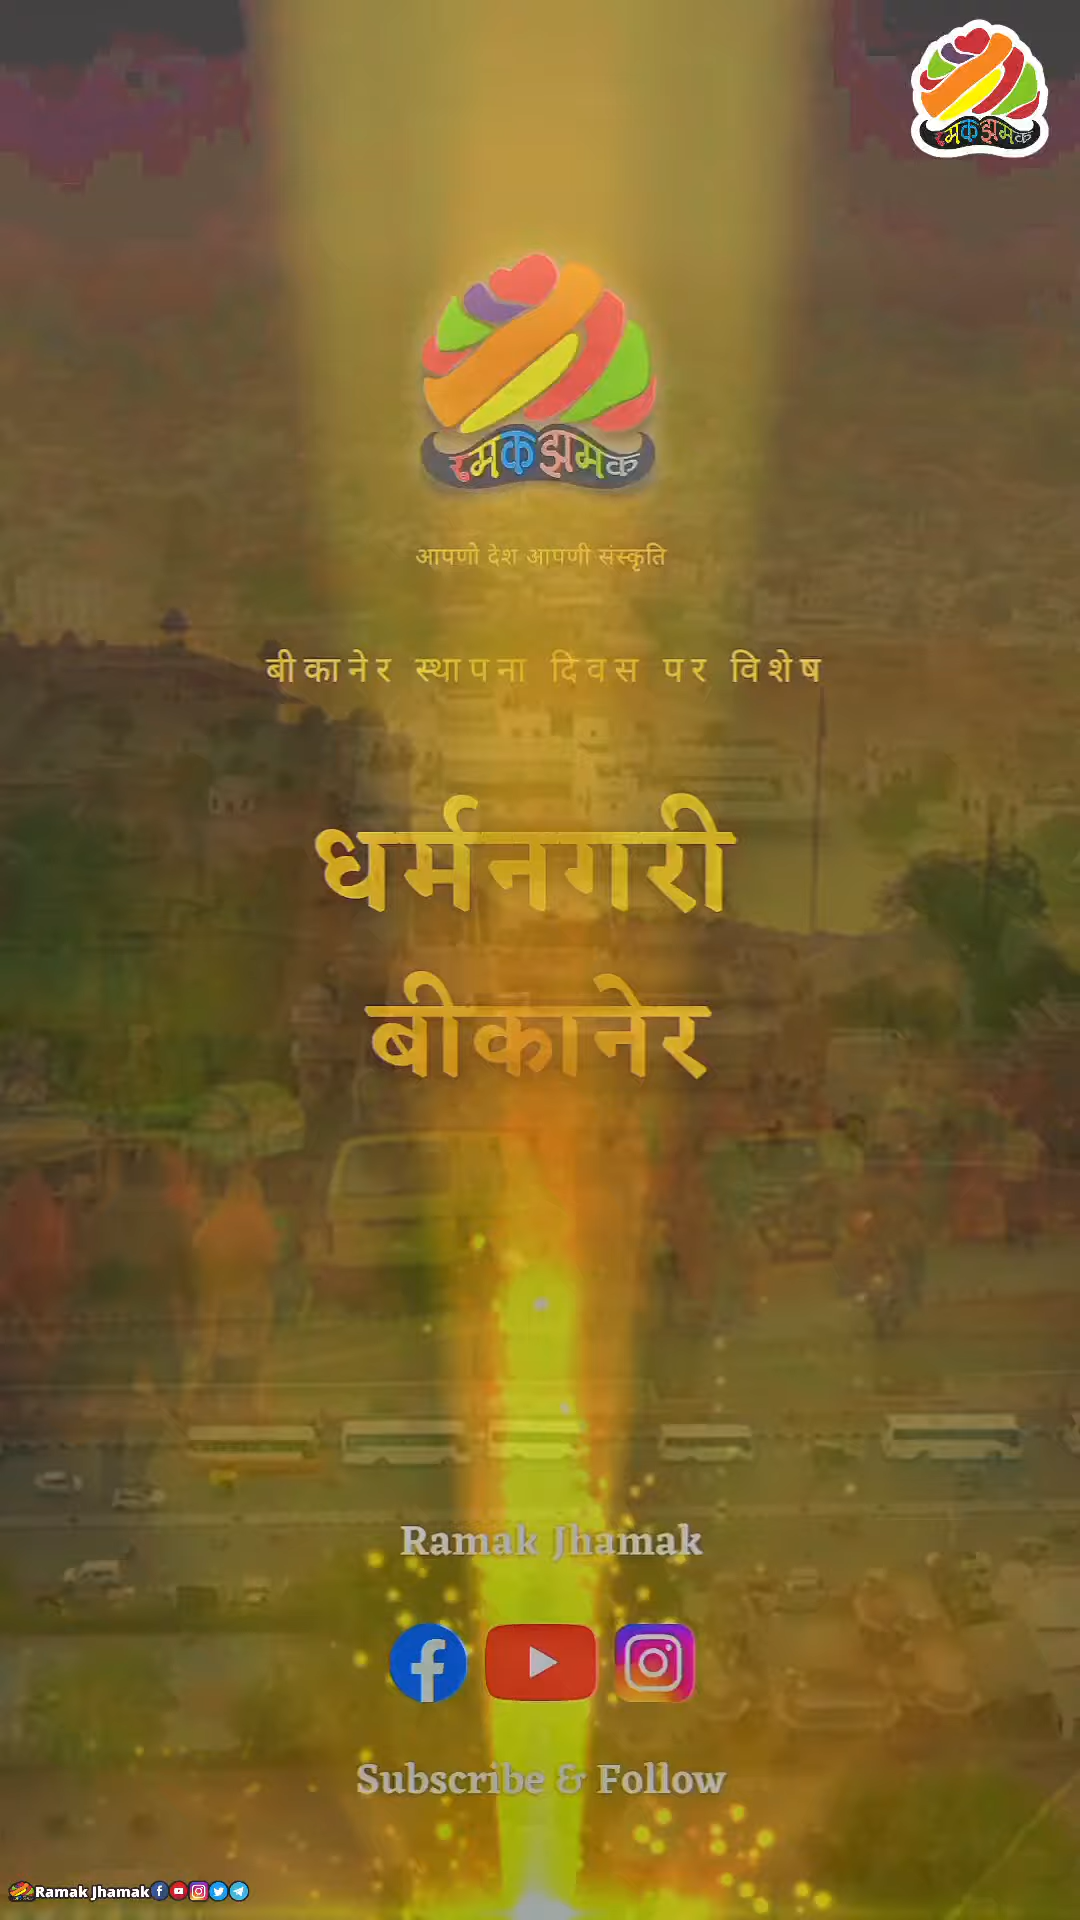 रमकझमक
रमकझमक
आपणो देश आपणी संस्कृति
बीकानेर स्थापना दिवस पर विशेष
धर्मनगरी
बीकानेर
Ramak Jhamak
Subscribe & Follow
Ramak Jhamak